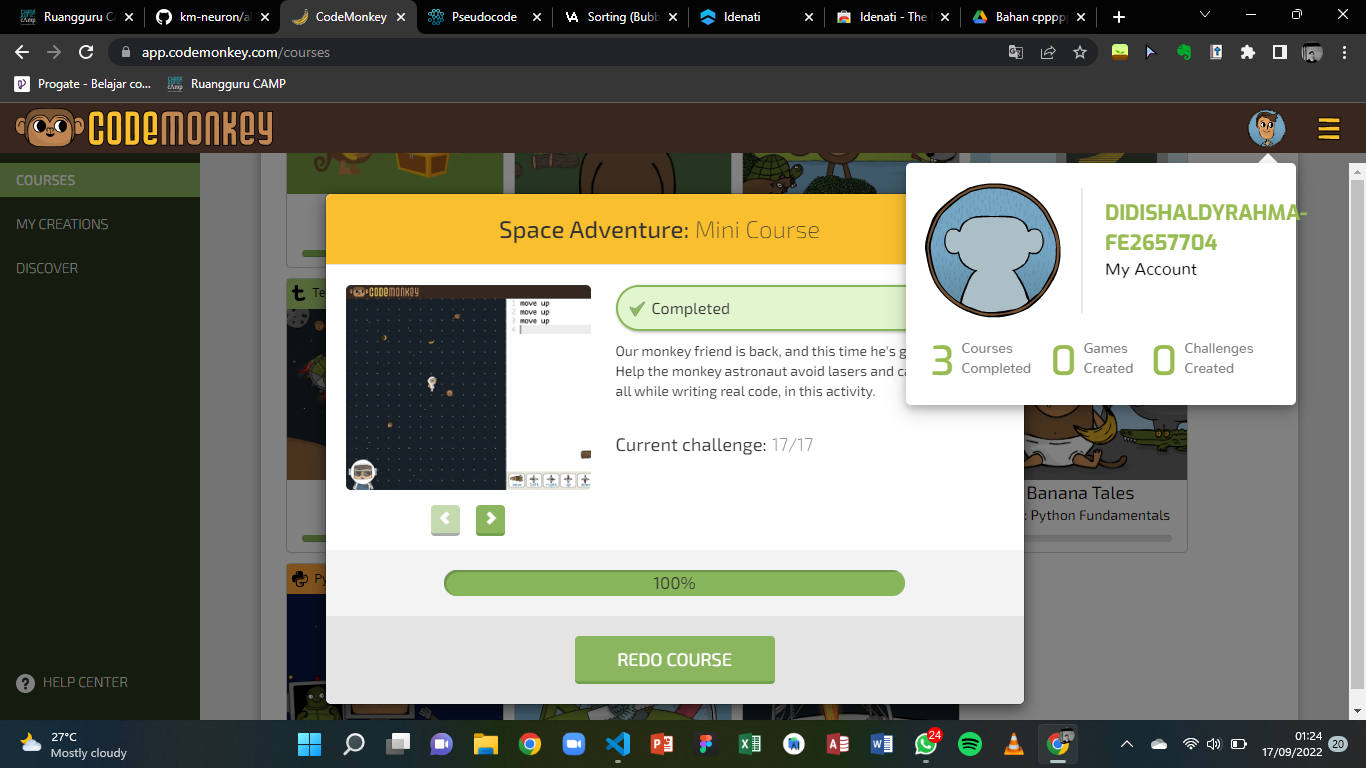 Ruangguru CA
km-neuron/a
CodeMonkey
Pseudocode
Sorting (Bubb
Idenati
Idenati - The
Bahan cppppp
app.codemonkey.com/courses
Progate - Belajar co...
Ruangguru CAMP
CODEMONKEY
COURSES
MY CREATIONS
DISCOVER
HELP CENTER
Space Adventure: Mini Course
CODEMONKEY
1 move up
2 move up
3 move up
4
Completed
Our monkey friend is back, and this time he's g
Help the monkey astronaut avoid lasers and ca
all while writing real code, in this activity.
Current challenge: 17/17
100%
REDO COURSE
DIDISHALDYRAHMA-
FE2657704
My Account
3 Courses Completed
0 Games Created
0 Challenges Created
Te
Banana Tales
: Python Fundamentals
Py
27°C
Mostly cloudy
24
01:24
17/09/2022
20